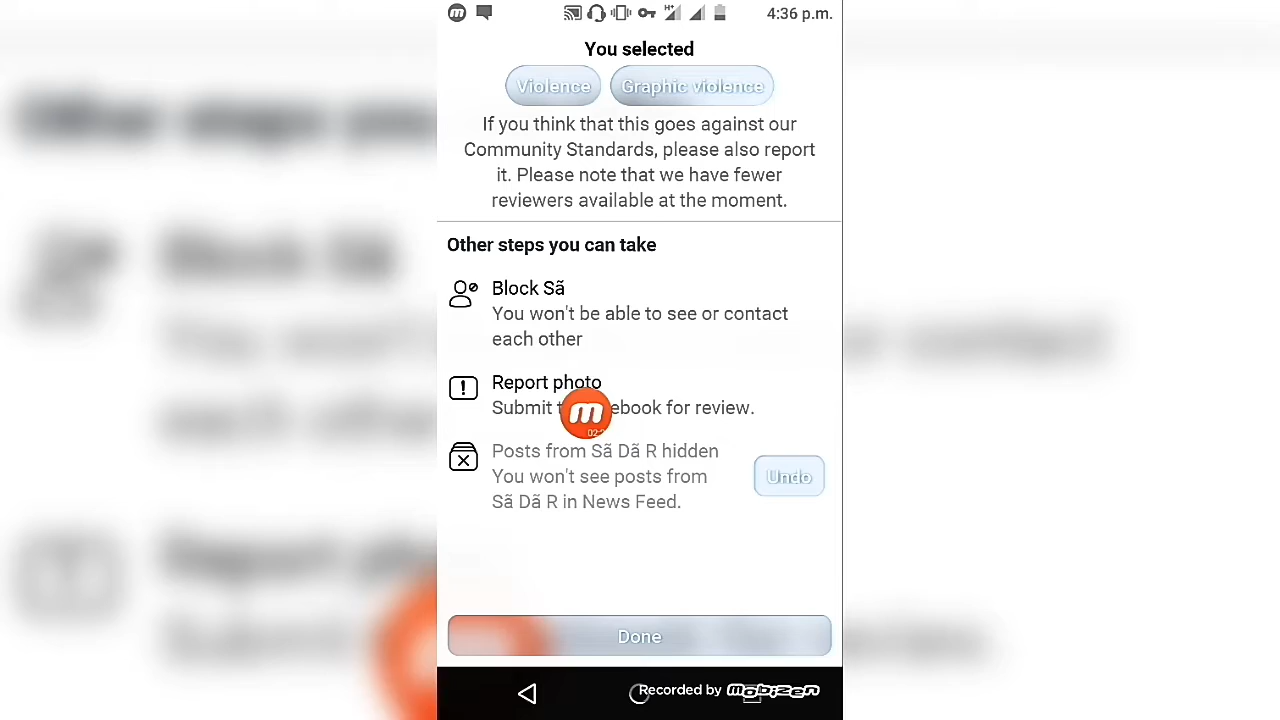 4:36 p.m.
You selected
Violence
Graphic violence
If you think that this goes against our
Community Standards, please also report
it. Please note that we have fewer
reviewers available at the moment.
Other steps you can take
Block Sã
You won't be able to see or contact
each other
Report photo
Submit ebook for review.
Posts from Sã Dã R hidden
You won't see posts from
Sã Dã R in News Feed.
Undo
Done
Recorded by mobizen